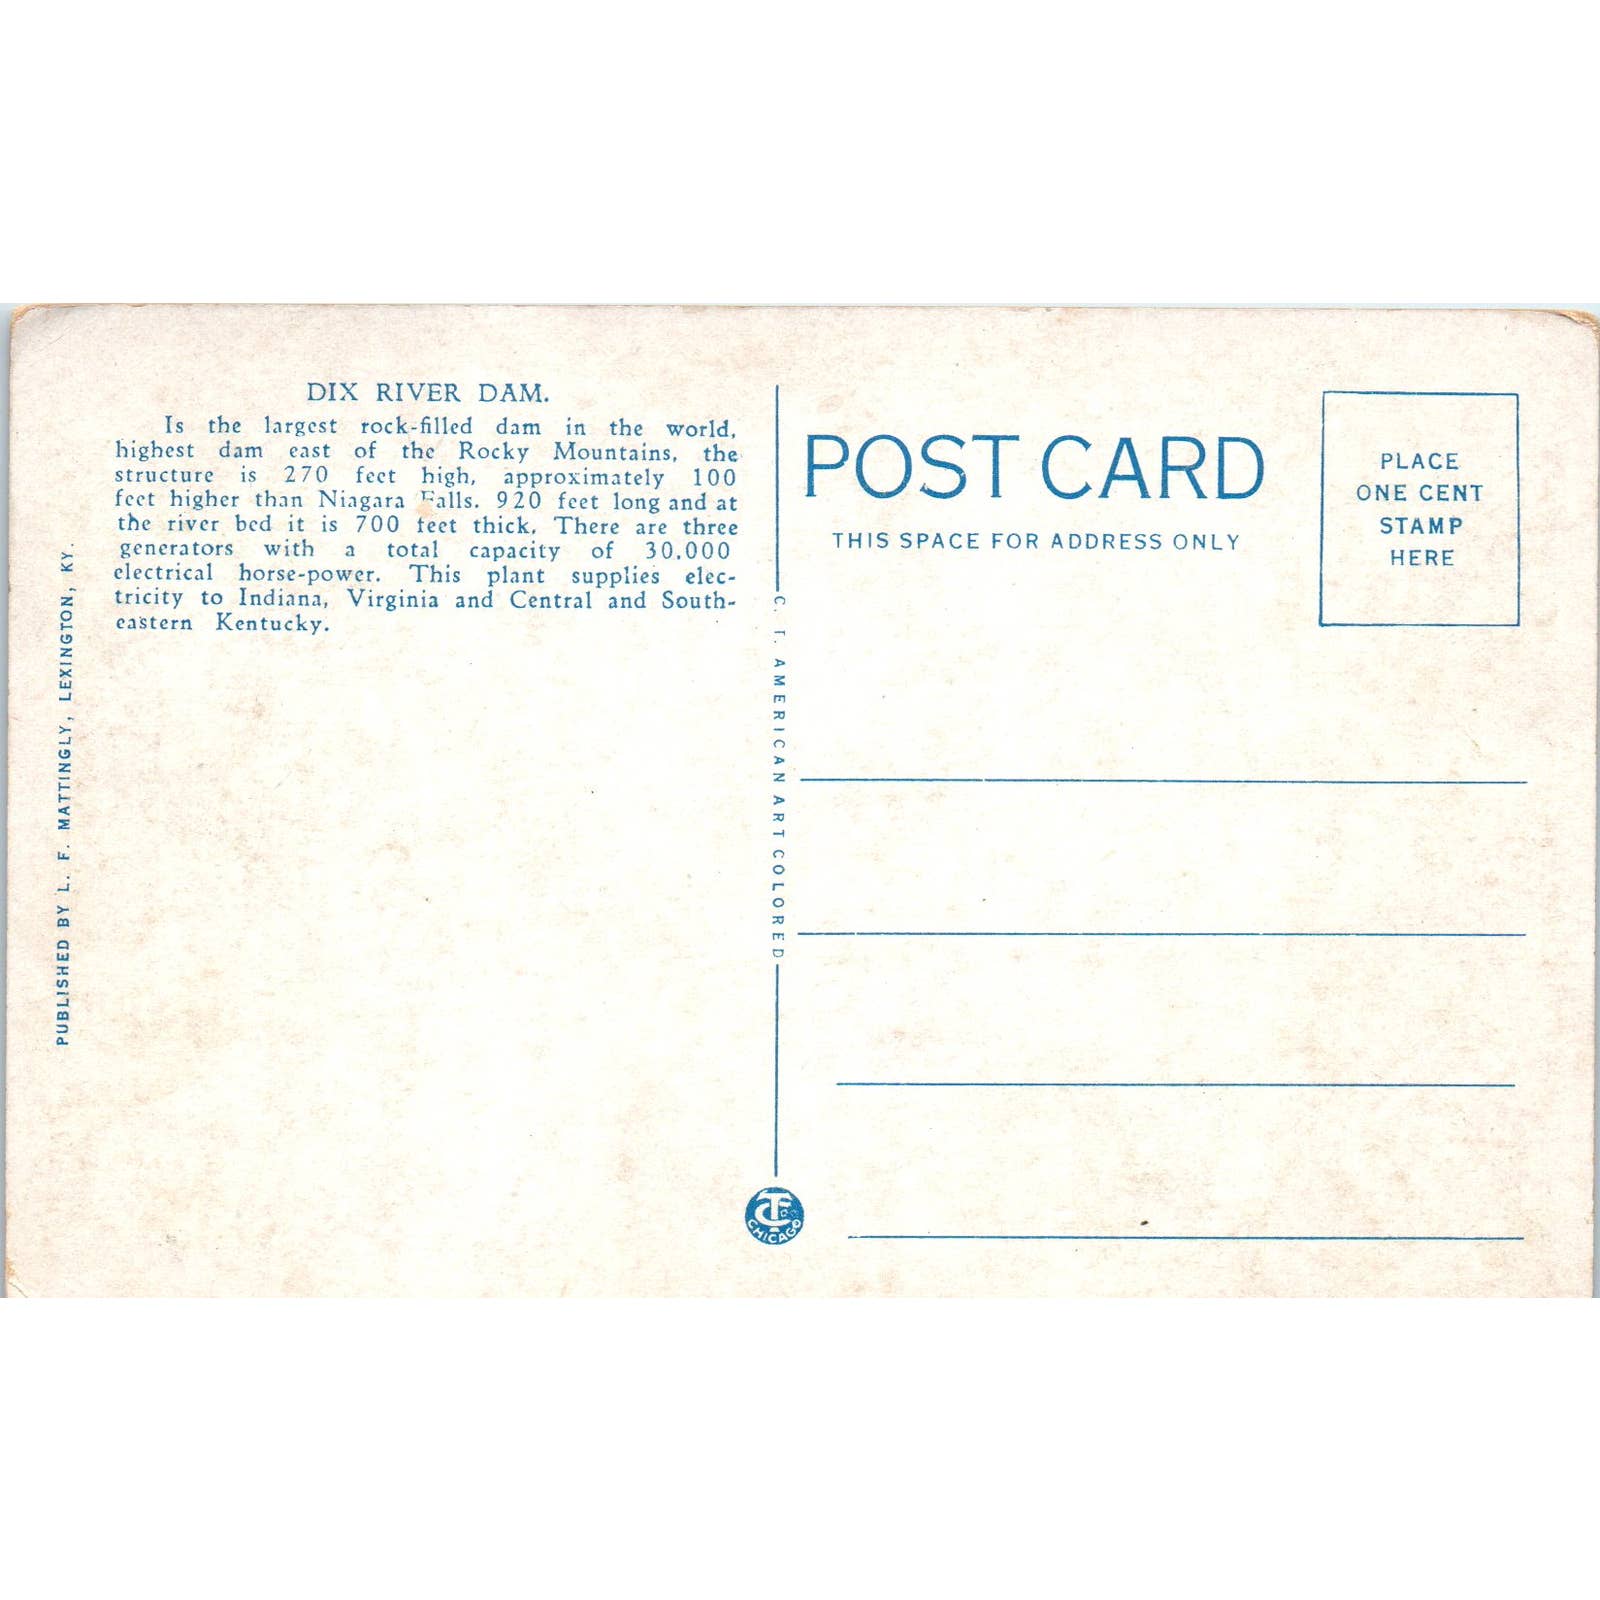 DIX RIVER DAM.
Is the largest rock-filled dam in the world,
highest dam east of the Rocky Mountains, the
structure is 270 feet high, approximately 100
feet higher than Niagara Falls. 920 feet long and at
the river bed it is 700 feet thick. There are three
generators with a total capacity of 30,000
electrical horse-power. This plant supplies elec-
tricity to Indiana, Virginia and Central and South-
eastern Kentucky.
PUBLISHED BY L. F. MATTINGLY, LEXINGTON, KY.
C. T. AMERICAN ART COLORED
CT CO
CHICAGO
POST CARD
THIS SPACE FOR ADDRESS ONLY
PLACE
ONE CENT
STAMP
HERE